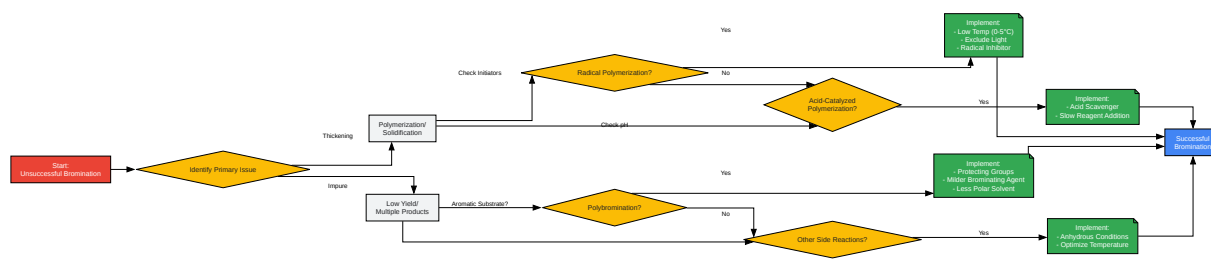 Start:
Unsuccessful Bromination
Identify Primary Issue
Thickening
Impure
Polymerization/
Solidification
Low Yield/
Multiple Products
Check Initiators
Check pH
Aromatic Substrate?
Radical Polymerization?
Polybromination?
Yes
No
Yes
No
Acid-Catalyzed
Polymerization?
Other Side Reactions?
Yes
Yes
Implement:
- Low Temp (0-5°C)
- Exclude Light
- Radical Inhibitor
Implement:
- Acid Scavenger
- Slow Reagent Addition
Implement:
- Protecting Groups
- Milder Brominating Agent
- Less Polar Solvent
Implement:
- Anhydrous Conditions
- Optimize Temperature
Successful
Bromination